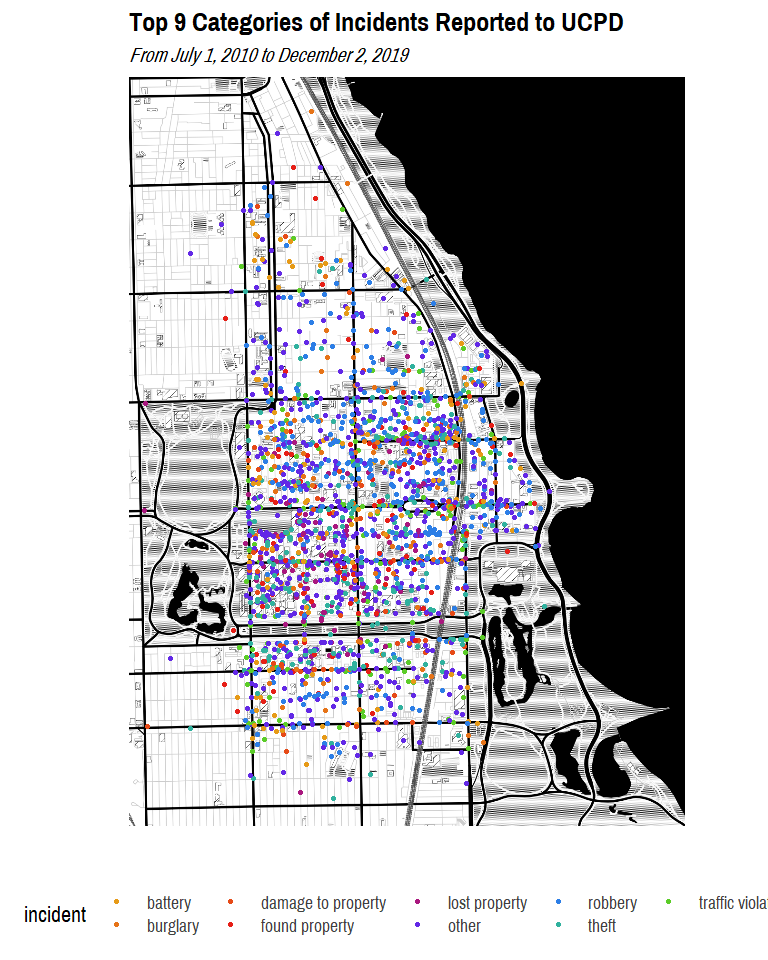 Top 9 Categories of Incidents Reported to UCPD
From July 1, 2010 to December 2, 2019
incident
battery damage to property lost property robbery traffic viola
burglary found property other theft